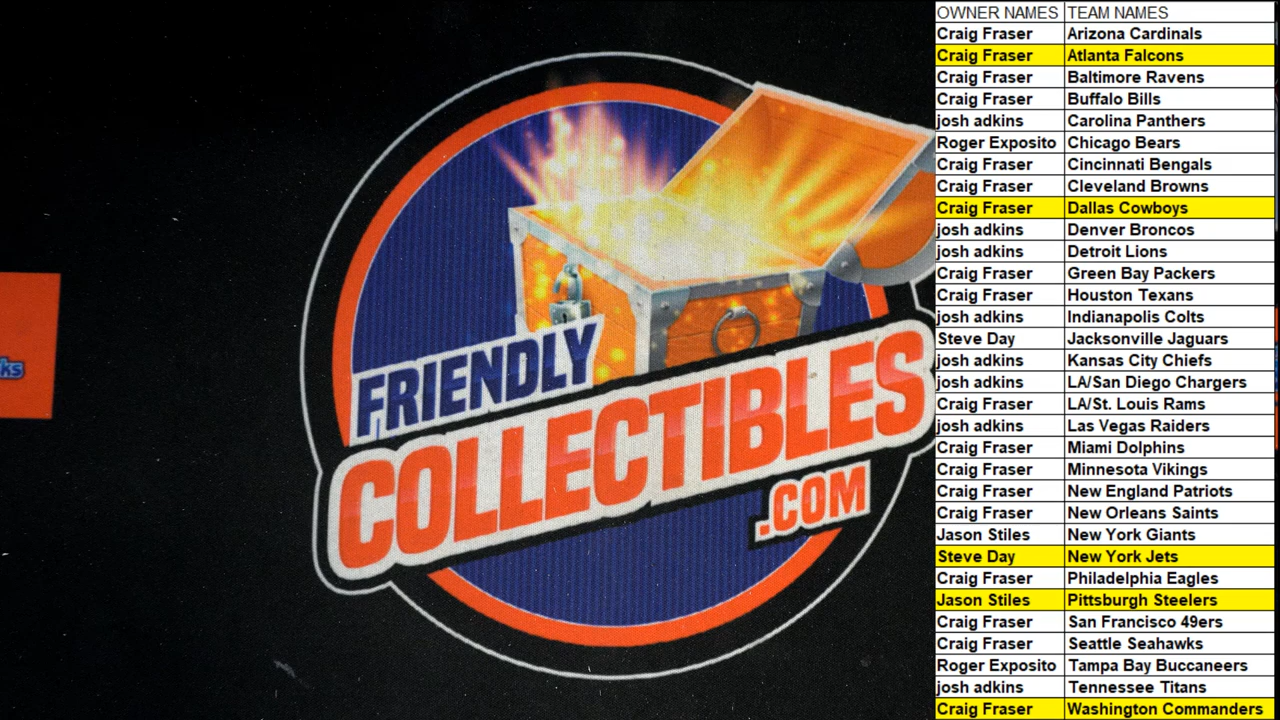 ks
FRIENDLY
COLLECTIBLES
.COM
OWNER NAMES TEAM NAMES
Craig Fraser Arizona Cardinals
Craig Fraser Atlanta Falcons
Craig Fraser Baltimore Ravens
Craig Fraser Buffalo Bills
josh adkins Carolina Panthers
Roger Exposito Chicago Bears
Craig Fraser Cincinnati Bengals
Craig Fraser Cleveland Browns
Craig Fraser Dallas Cowboys
josh adkins Denver Broncos
josh adkins Detroit Lions
Craig Fraser Green Bay Packers
Craig Fraser Houston Texans
josh adkins Indianapolis Colts
Steve Day Jacksonville Jaguars
josh adkins Kansas City Chiefs
josh adkins LA/San Diego Chargers
Craig Fraser LA/St. Louis Rams
josh adkins Las Vegas Raiders
Craig Fraser Miami Dolphins
Craig Fraser Minnesota Vikings
Craig Fraser New England Patriots
Craig Fraser New Orleans Saints
Jason Stiles New York Giants
Steve Day New York Jets
Craig Fraser Philadelphia Eagles
Jason Stiles Pittsburgh Steelers
Craig Fraser San Francisco 49ers
Craig Fraser Seattle Seahawks
Roger Exposito Tampa Bay Buccaneers
josh adkins Tennessee Titans
Craig Fraser Washington Commanders